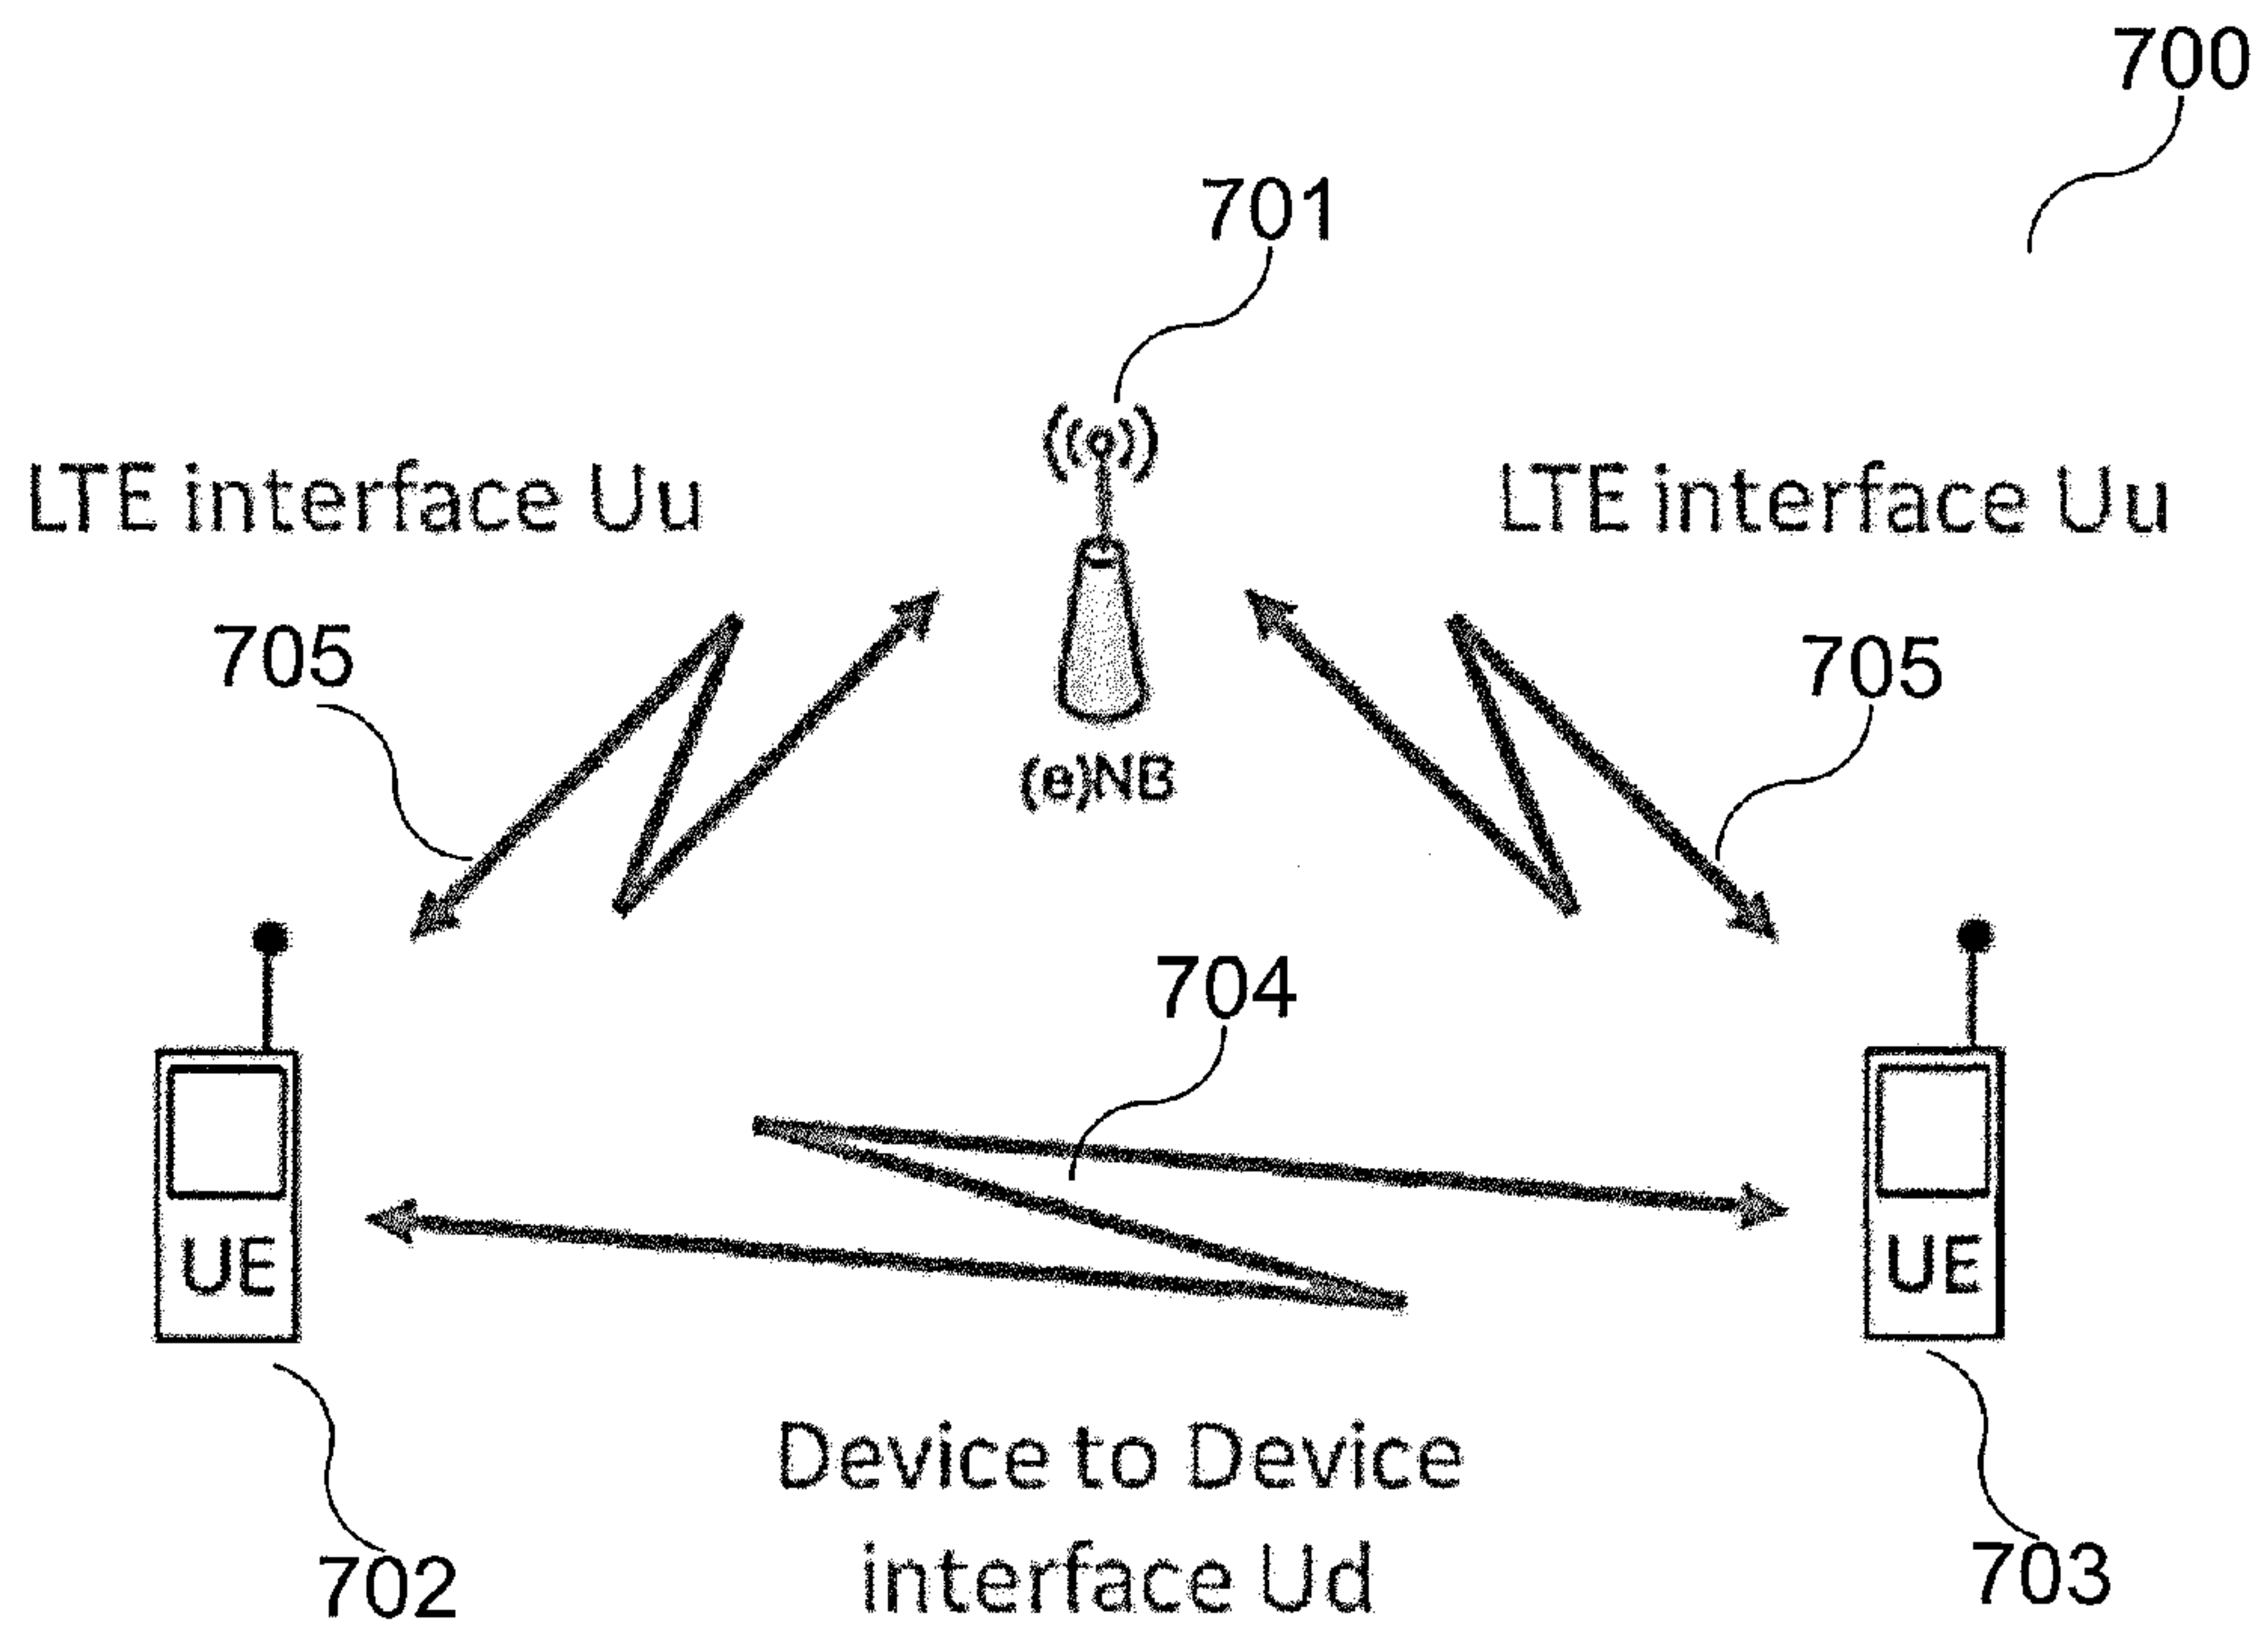 700
701
LTE interface Uu
LTE interface Uu
705
705
(e)NB
704
UE
UE
Device to Device
interface Ud
702
703